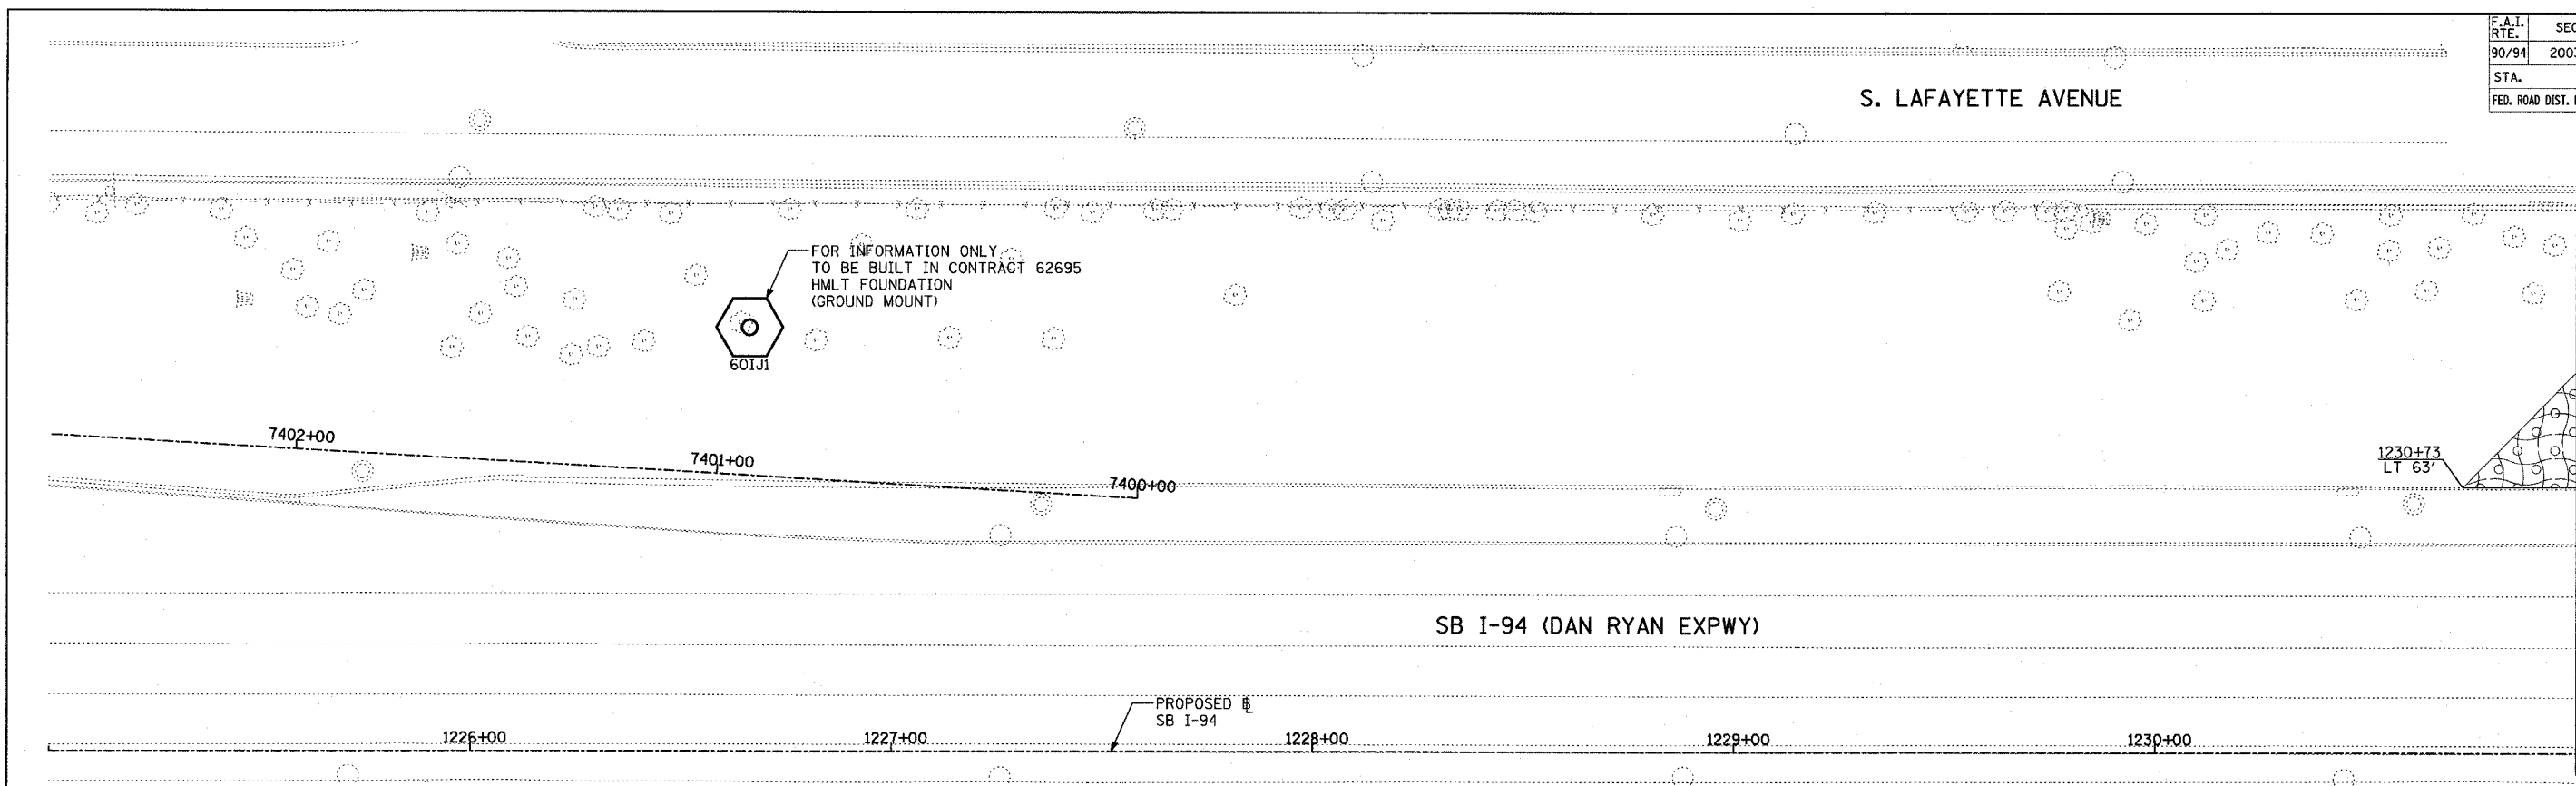 F.A.I.
RTE.
90/94
STA.
FED. ROAD DIST.
S. LAFAYETTE AVENUE
FOR INFORMATION ONLY
TO BE BUILT IN CONTRACT 62695
HMLT FOUNDATION
(GROUND MOUNT)
60IJ1
7402+00
7401+00
7400+00
1230+73
LT 63'
SB I-94 (DAN RYAN EXPWY)
PROPOSED
SB I-94
1226+00
1227+00
1228+00
1229+00
1230+00